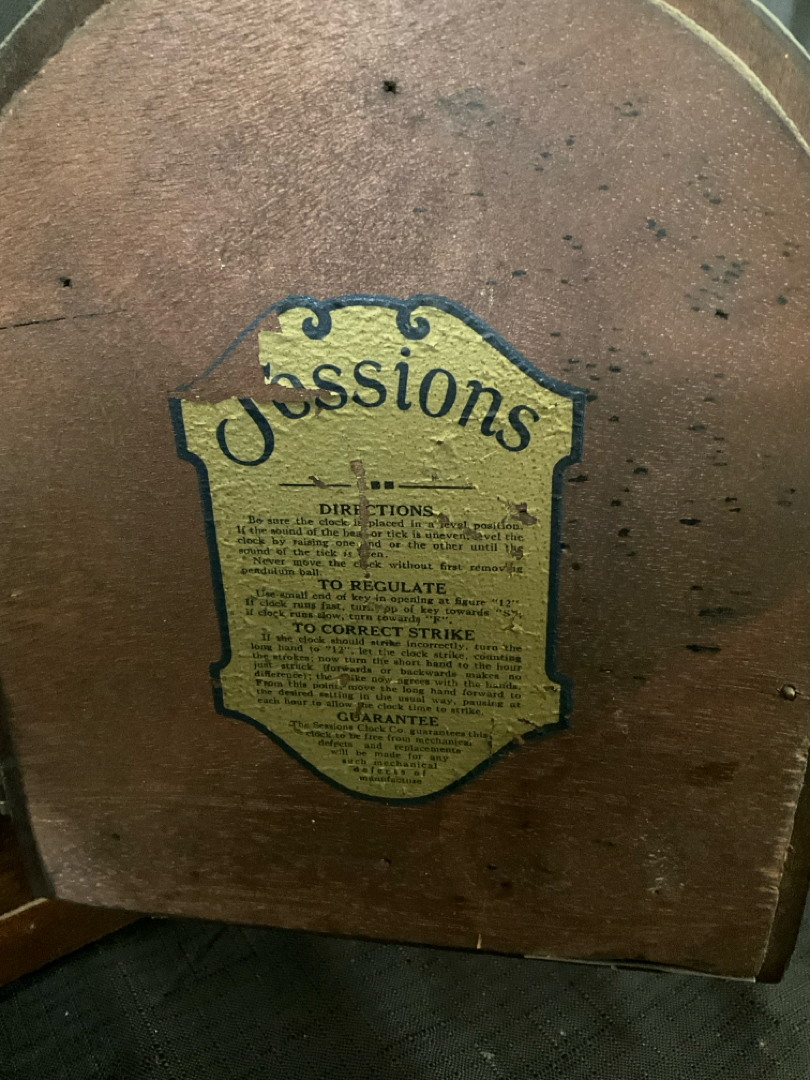 Sessions
DIRECTIONS
Be sure the clock is placed in a level position.
If the sound of the beat or tick is uneven, level the
clock by raising one end or the other until the
sound of the tick is even.
Never move the clock without first removing
pendulum ball.
TO REGULATE
Use small end of key in opening at figure "12".
If clock runs fast, turn top of key towards "S";
if clock runs slow, turn towards "F".
TO CORRECT STRIKE
If the clock should strike incorrectly, turn the
long hand to "12", let the clock strike, counting
the strokes; now turn the short hand to the hour
just struck (forwards or backwards makes no
difference); the strike now agrees with the hands.
From this point, move the long hand forward to
the desired setting in the usual way, pausing at
each hour to allow the clock time to strike.
GUARANTEE
The Sessions Clock Co. guarantees this
clock to be free from mechanical
defects and replacements
will be made for any
such mechanical
defects of
manufacture